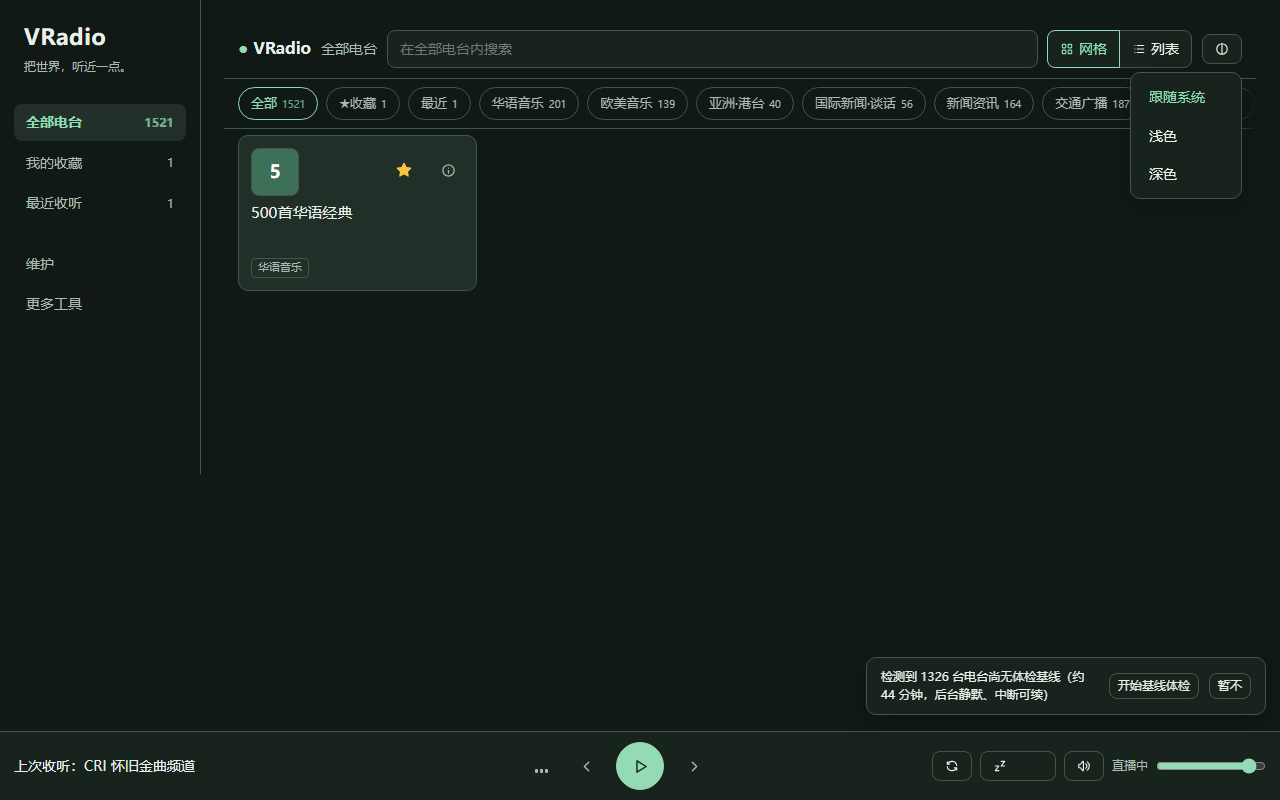 VRadio
把世界，听近一点。
全部电台 1521
我的收藏 1
最近收听 1
维护
更多工具
VRadio 全部电台 在全部电台内搜索 网格 列表
全部 1521 ★收藏 1 最近 1 华语音乐 201 欧美音乐 139 亚洲·港台 40 国际新闻·谈话 56 新闻资讯 164 交通广播 187
跟随系统
浅色
深色
5
500首华语经典
华语音乐
检测到 1326 台电台尚无体检基线（约
44 分钟，后台静默、中断可续）
开始基线体检 暂不
上次收听：CRI 怀旧金曲频道 直播中